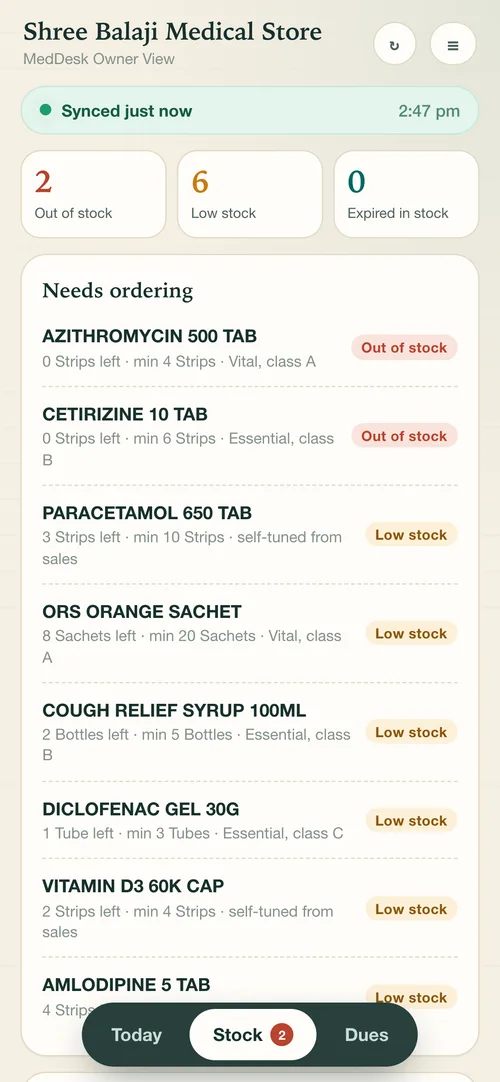 Shree Balaji Medical Store
MedDesk Owner View
↻
≡
Synced just now
2:47 pm
2
Out of stock
6
Low stock
0
Expired in stock
Needs ordering
AZITHROMYCIN 500 TAB
0 Strips left · min 4 Strips · Vital, class A
Out of stock
CETIRIZINE 10 TAB
0 Strips left · min 6 Strips · Essential, class
B
Out of stock
PARACETAMOL 650 TAB
3 Strips left · min 10 Strips · self-tuned from
sales
Low stock
ORS ORANGE SACHET
8 Sachets left · min 20 Sachets · Vital, class
A
Low stock
COUGH RELIEF SYRUP 100ML
2 Bottles left · min 5 Bottles · Essential, class
B
Low stock
DICLOFENAC GEL 30G
1 Tube left · min 3 Tubes · Essential, class C
Low stock
VITAMIN D3 60K CAP
2 Strips left · min 4 Strips · self-tuned from
sales
Low stock
AMLODIPINE 5 TAB
4 Strips
Low stock
Today
Stock 2
Dues